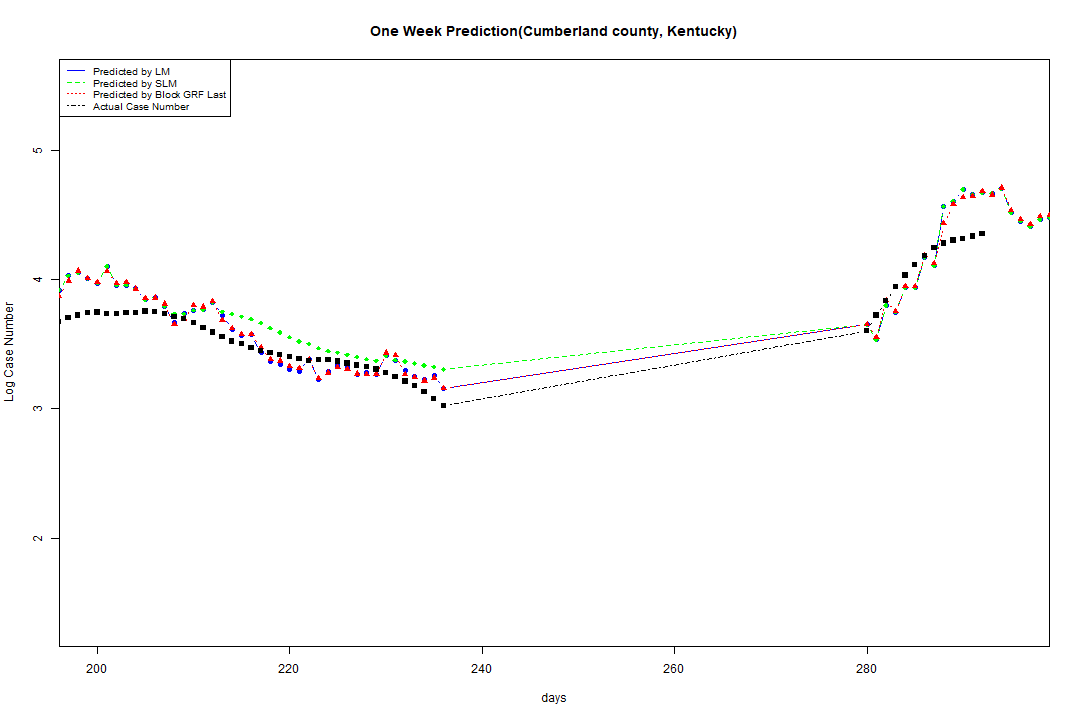 One Week Prediction(Cumberland county, Kentucky)
Predicted by LM
Predicted by SLM
Predicted by Block GRF Last
Actual Case Number
5
4
3
2
Log Case Number
200 220 240 260 280
days